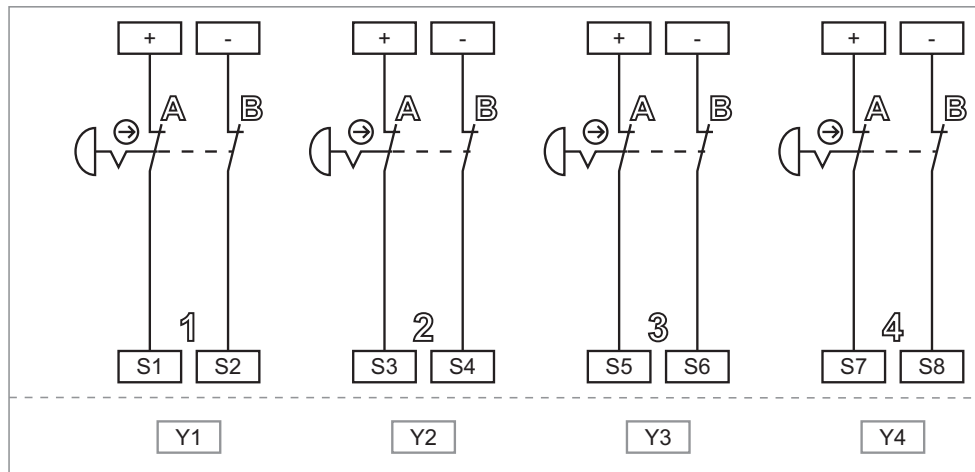 + - + - + - + -
A B A B A B A B
1 2 3 4
S1 S2 S3 S4 S5 S6 S7 S8
Y1 Y2 Y3 Y4